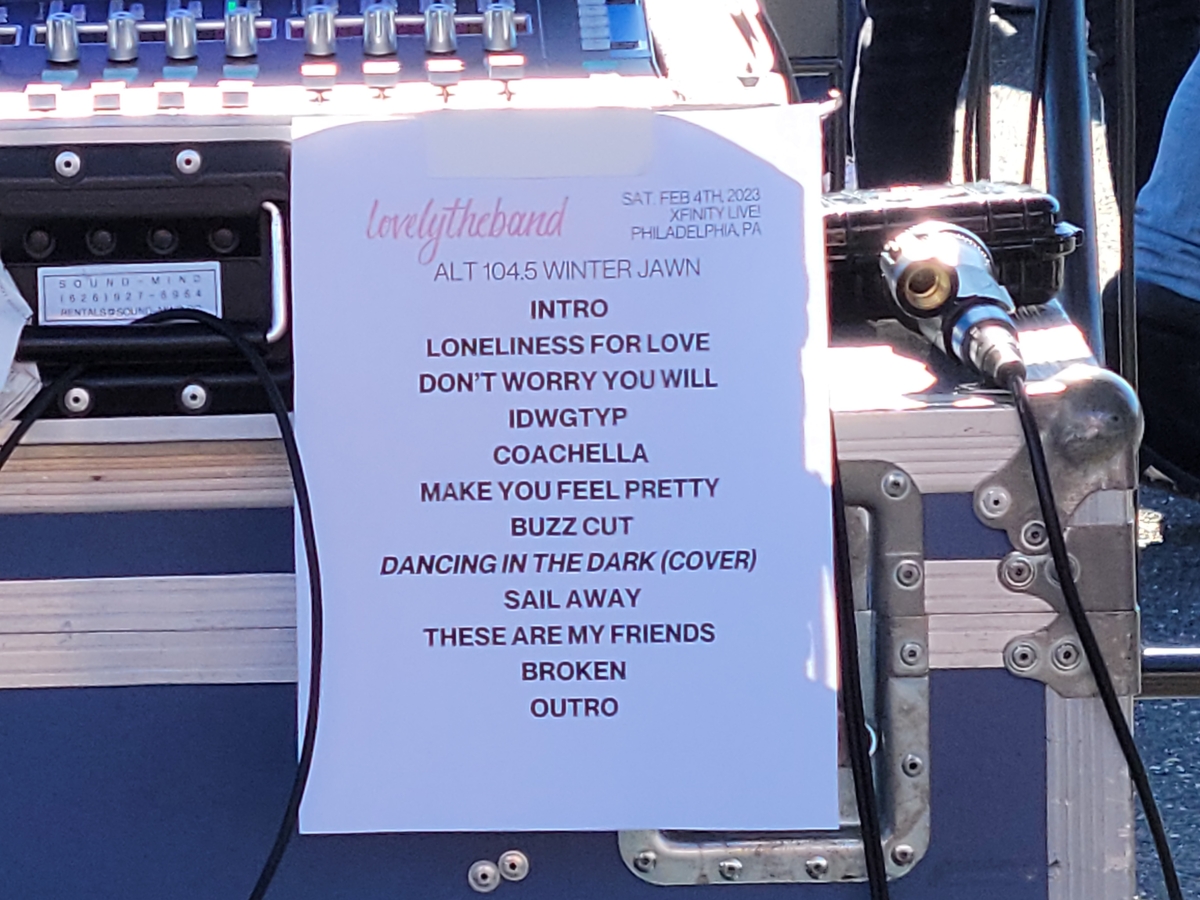 lovelytheband
SAT. FEB 4TH, 2023
XFINITY LIVE!
PHILADELPHIA, PA
ALT 104.5 WINTER JAWN
INTRO
LONELINESS FOR LOVE
DON'T WORRY YOU WILL
IDWGTYP
COACHELLA
MAKE YOU FEEL PRETTY
BUZZ CUT
DANCING IN THE DARK (COVER)
SAIL AWAY
THESE ARE MY FRIENDS
BROKEN
OUTRO
SOUND-MIND
(626)927-6964